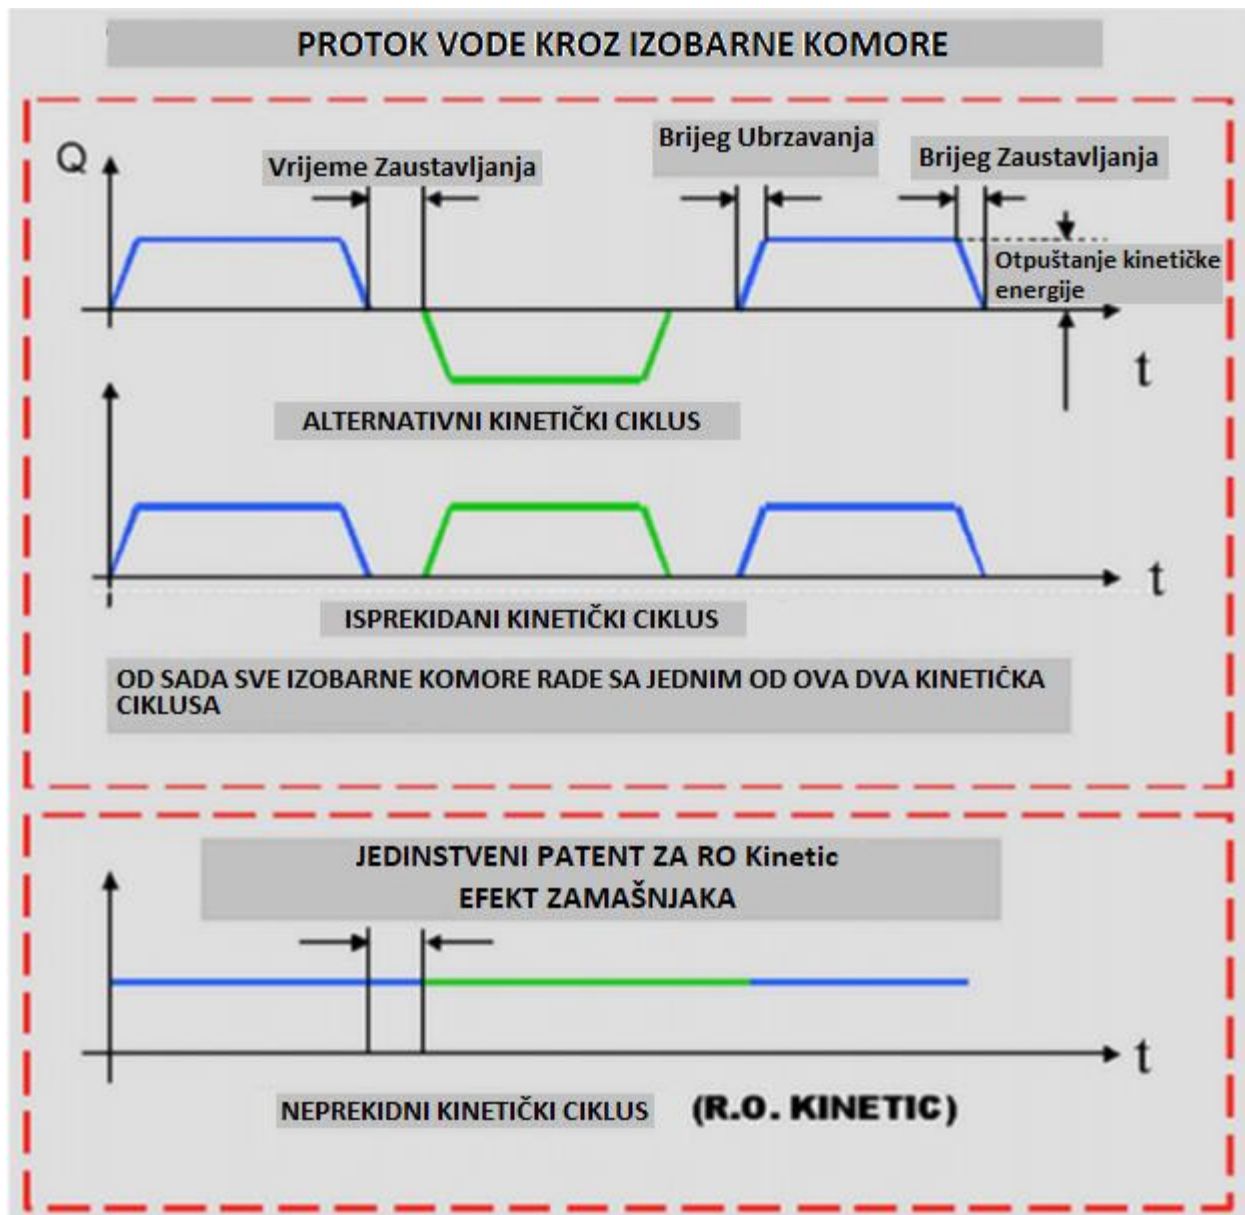 PROTOK VODE KROZ IZOBARNE KOMORE
Q
Vrijeme Zaustavljanja
Brijeg Ubrzavanja
Brijeg Zaustavljanja
Otpuštanje kinetičke
energije
t
ALTERNATIVNI KINETIČKI CIKLUS
t
ISPREKIDANI KINETIČKI CIKLUS
OD SADA SVE IZOBARNE KOMORE RADE SA JEDNIM OD OVA DVA KINETIČKA
CIKLUSA
JEDINSTVENI PATENT ZA RO Kinetic
EFEKT ZAMAŠNJAKA
t
NEPREKIDNI KINETIČKI CIKLUS (R.O. KINETIC)